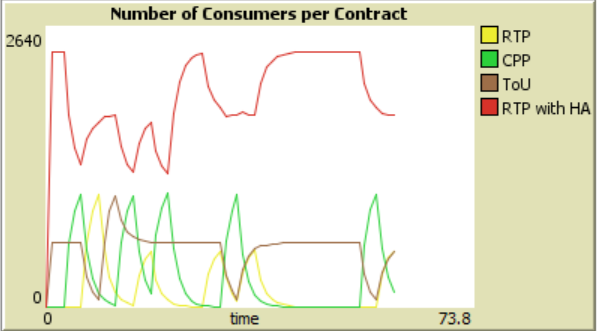 Number of Consumers per Contract
2640
0
0
time
73.8
RTP
CPP
ToU
RTP with HA